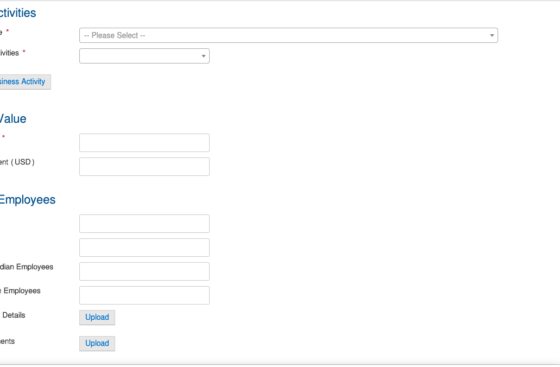 ctivities
e *
-- Please Select --
ivities *
siness Activity
Value
*
ent ( USD )
Employees
dian Employees
e Employees
Details
Upload
ents
Upload